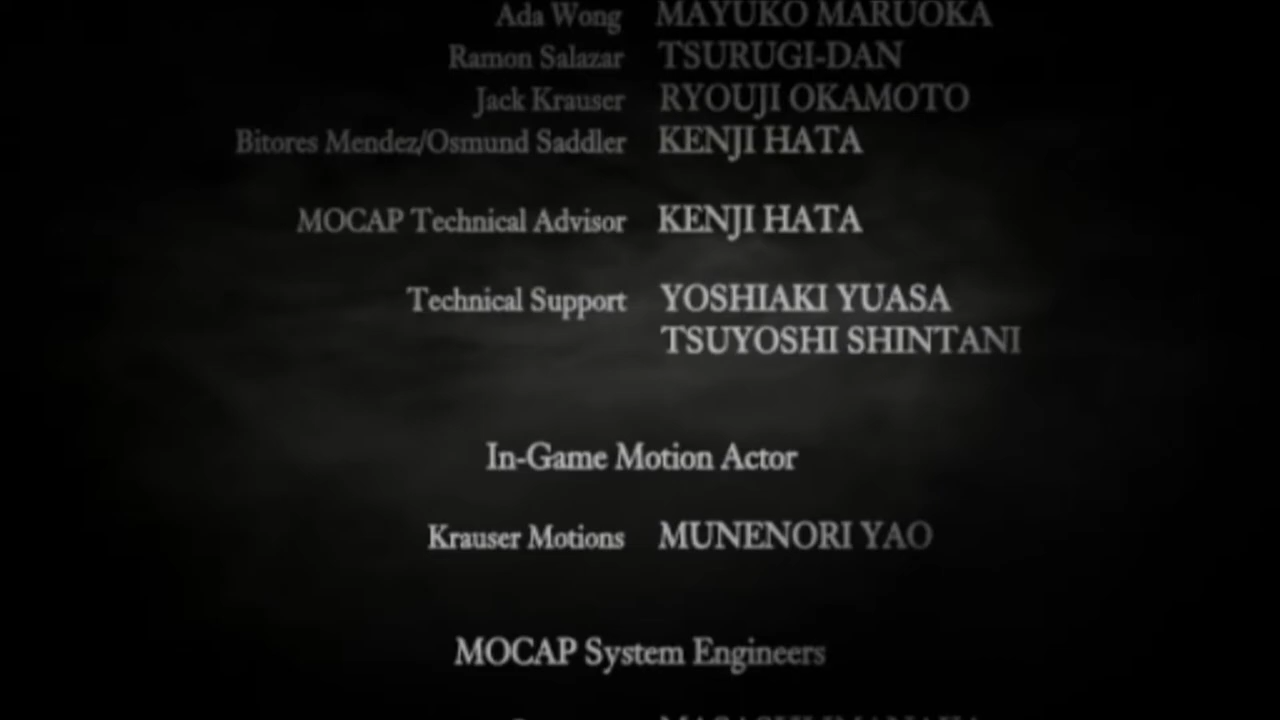 Ada Wong MAYUKO MARUOKA
Ramon Salazar TSURUGI-DAN
Jack Krauser RYOUJI OKAMOTO
Bitores Mendez/Osmund Saddler KENJI HATA
MOCAP Technical Advisor KENJI HATA
Technical Support YOSHIAKI YUASA
TSUYOSHI SHINTANI
In-Game Motion Actor
Krauser Motions MUNENORI YAO
MOCAP System Engineers